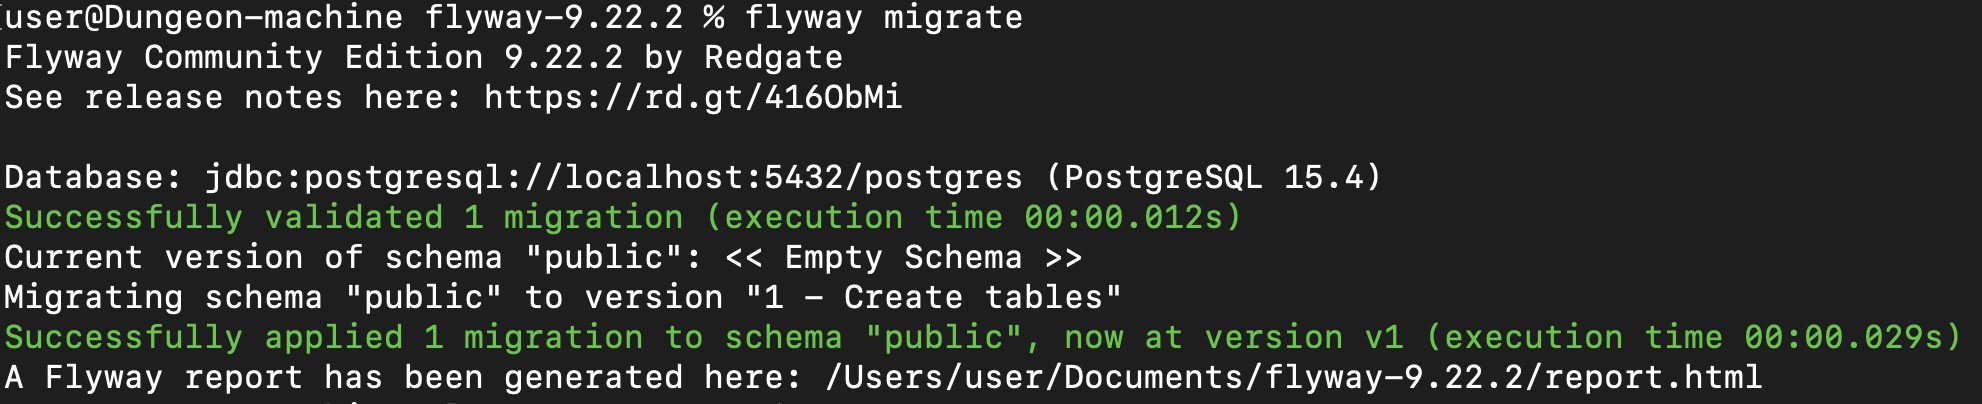 user@Dungeon-machine flyway-9.22.2 % flyway migrate
Flyway Community Edition 9.22.2 by Redgate
See release notes here: https://rd.gt/416ObMi
Database: jdbc:postgresql://localhost:5432/postgres (PostgreSQL 15.4)
Successfully validated 1 migration (execution time 00:00.012s)
Current version of schema "public": << Empty Schema >>
Migrating schema "public" to version "1 - Create tables"
Successfully applied 1 migration to schema "public", now at version v1 (execution time 00:00.029s)
A Flyway report has been generated here: /Users/user/Documents/flyway-9.22.2/report.html